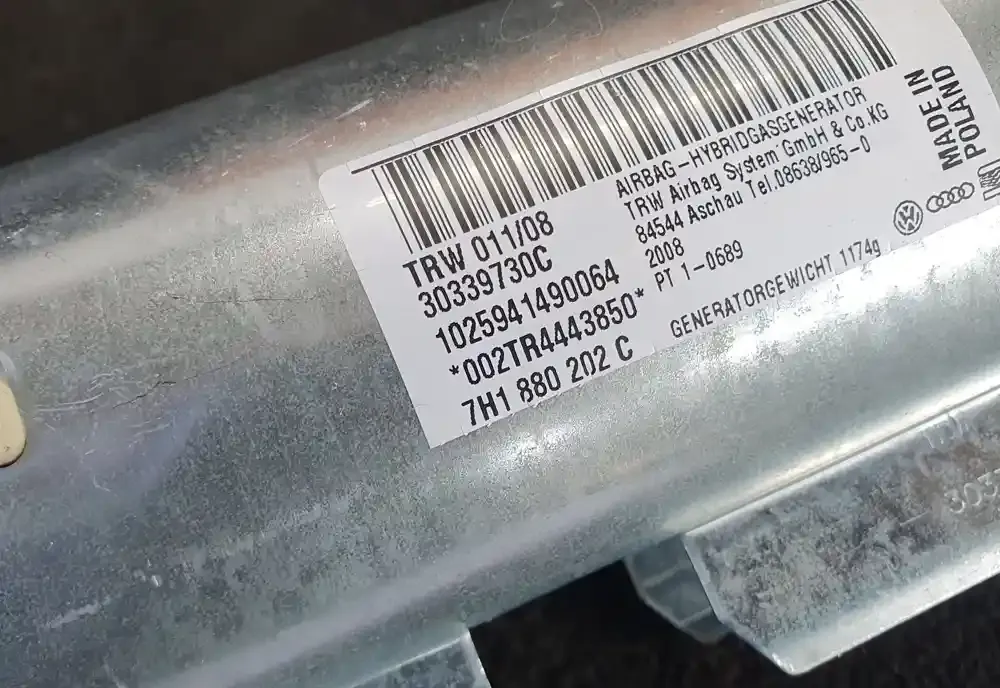 TRW 011/08
30339730C
1025941490064
*002TR4443850*
7H1 880 202 C
AIRBAG-HYBRIDGASGENERATOR
TRW Airbag System GmbH & Co.KG
84544 Aschau Tel.08638/965-0
2008
PT 1-0689
GENERATORGEWICHT 1174g
MADE IN
POLAND
303